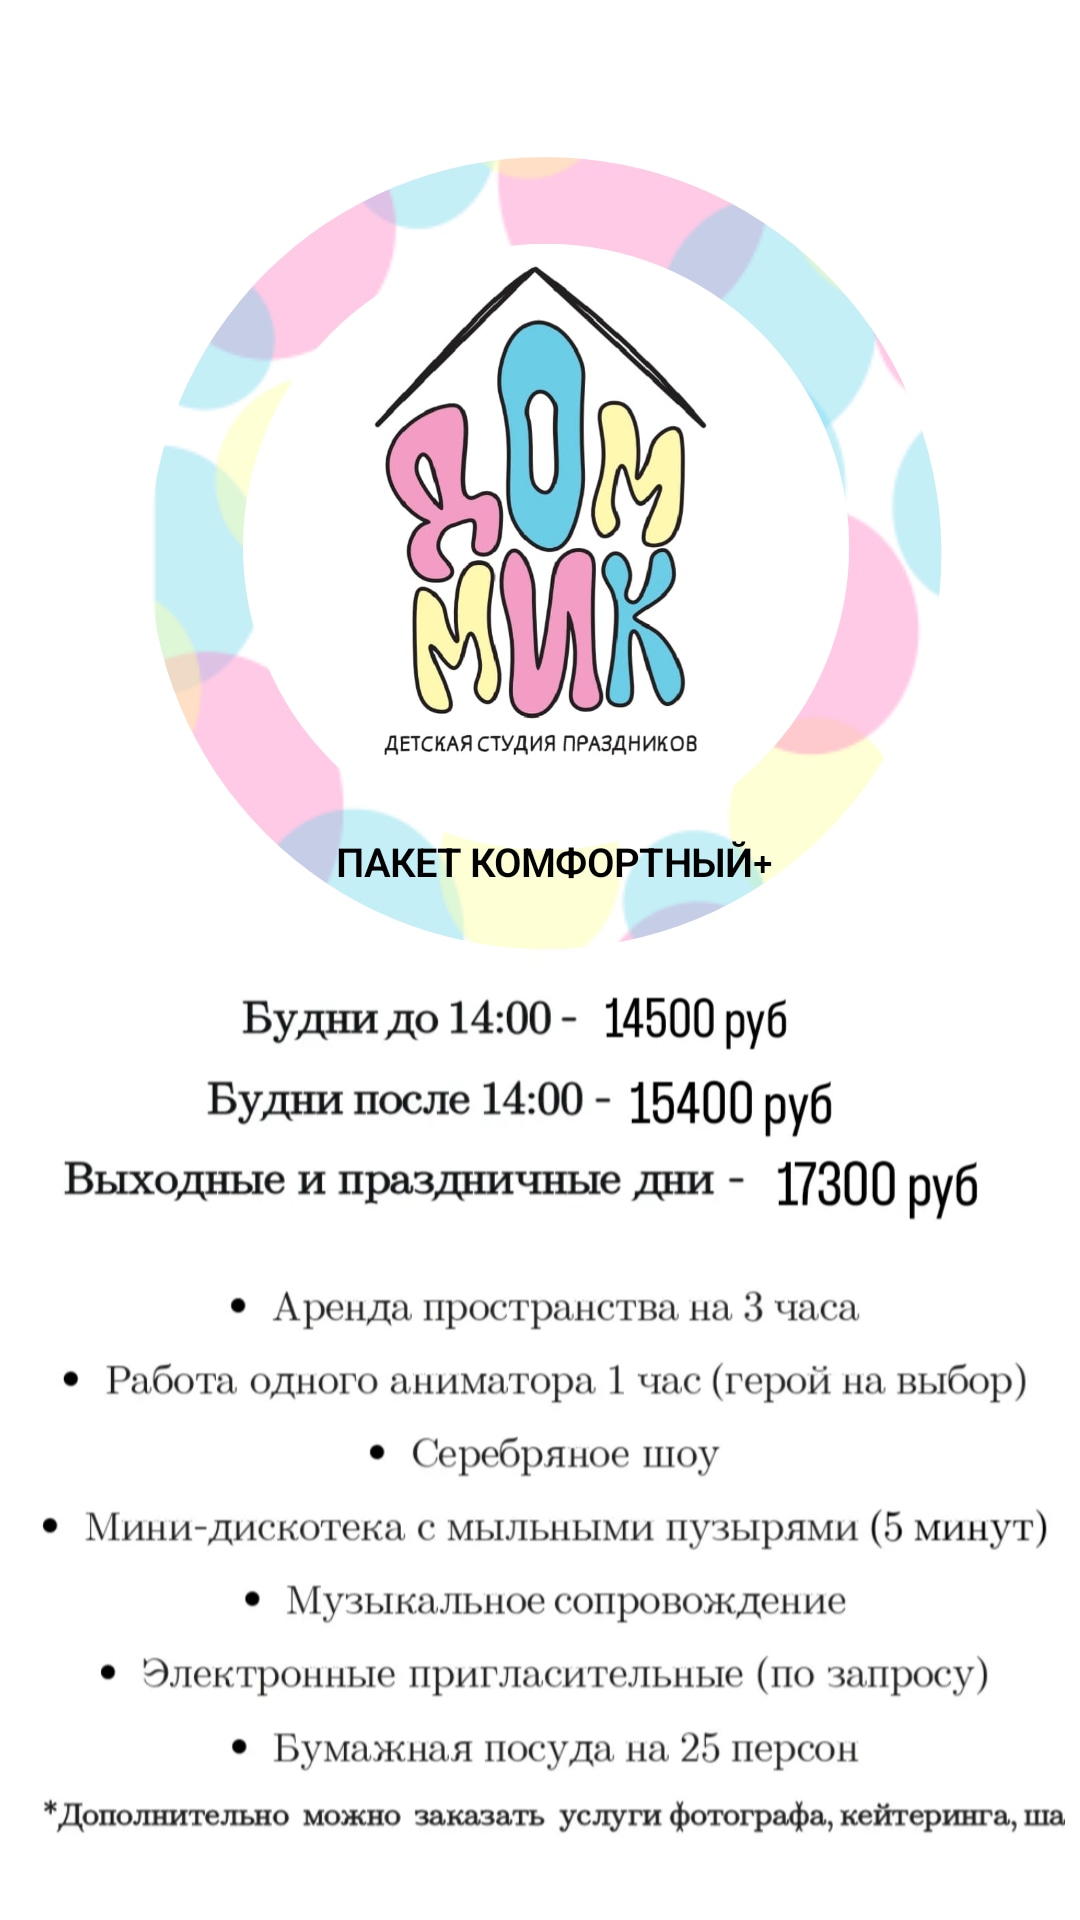 ДОМ
МИК
ДЕТСКАЯ СТУДИЯ ПРАЗДНИКОВ
ПАКЕТ КОМФОРТНЫЙ+
Будни до 14:00 - 14500 руб
Будни после 14:00 - 15400 руб
Выходные и праздничные дни - 17300 руб
• Аренда пространства на 3 часа
• Работа одного аниматора 1 час (герой на выбор)
• Серебряное шоу
• Мини-дискотека с мыльными пузырями (5 минут)
• Музыкальное сопровождение
• Электронные пригласительные (по запросу)
• Бумажная посуда на 25 персон
*Дополнительно можно заказать услуги фотографа, кейтеринга,